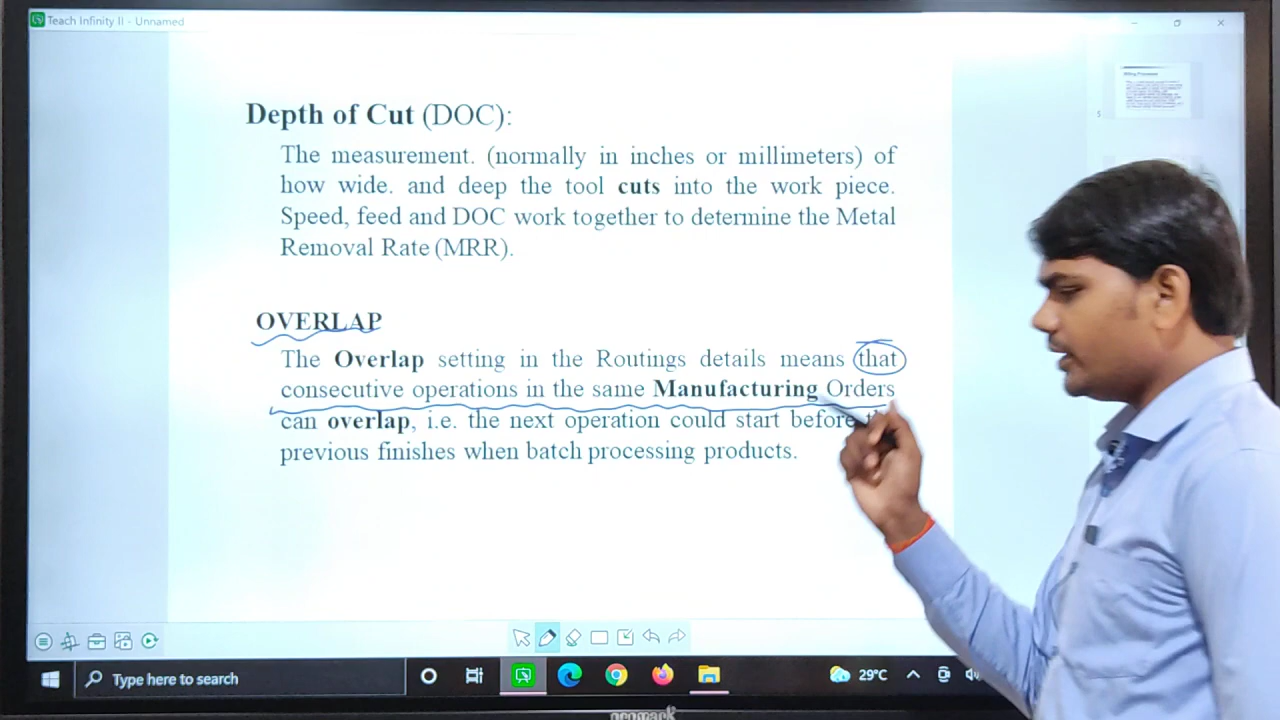 Teach Infinity II - Unnamed
Depth of Cut (DOC):
The measurement. (normally in inches or millimeters) of
how wide. and deep the tool cuts into the work piece.
Speed, feed and DOC work together to determine the Metal
Removal Rate (MRR).
OVERLAP
The Overlap setting in the Routings details means that
consecutive operations in the same Manufacturing Orders
can overlap, i.e. the next operation could start before
previous finishes when batch processing products.
5
Type here to search
29°C